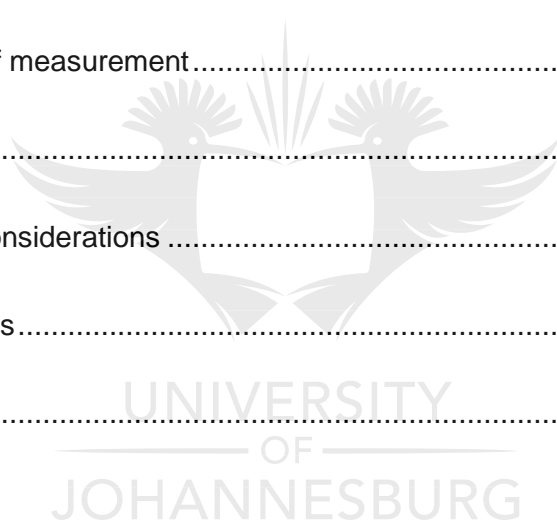 f measurement........................................................
........................................................................................
onsiderations ...........................................................
s.....................................................................................
UNIVERSITY
........................................................................................
OF
JOHANNESBURG